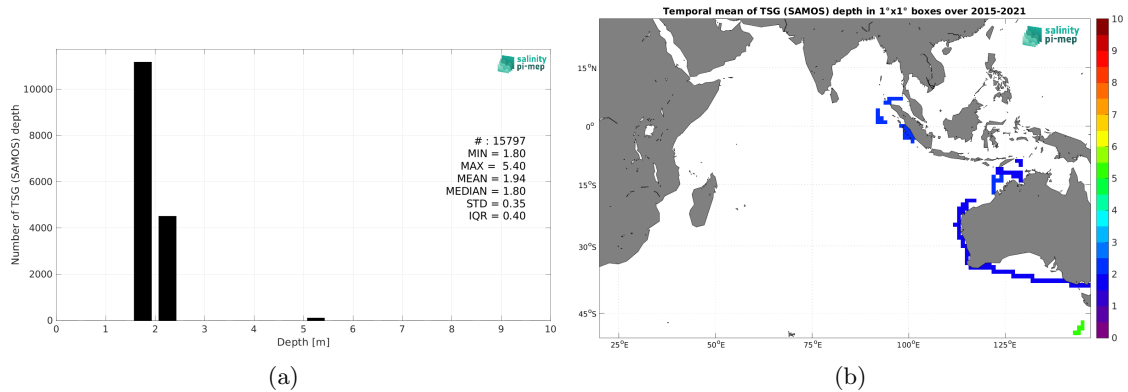 Temporal mean of TSG (SAMOS) depth in 1°x1° boxes over 2015-2021
salinity
pi-mep
Number of TSG (SAMOS) depth
10000
8000
6000
4000
2000
0
# : 15797
MIN = 1.80
MAX = 5.40
MEAN = 1.94
MEDIAN = 1.80
STD = 0.35
IQR = 0.40
0 1 2 3 4 5 6 7 8 9 10
Depth [m]
(a)
salinity
pi-mep
15°N
0°
15°S
30°S
45°S
25°E 50°E 75°E 100°E 125°E
10
9
8
7
6
5
4
3
2
1
0
(b)